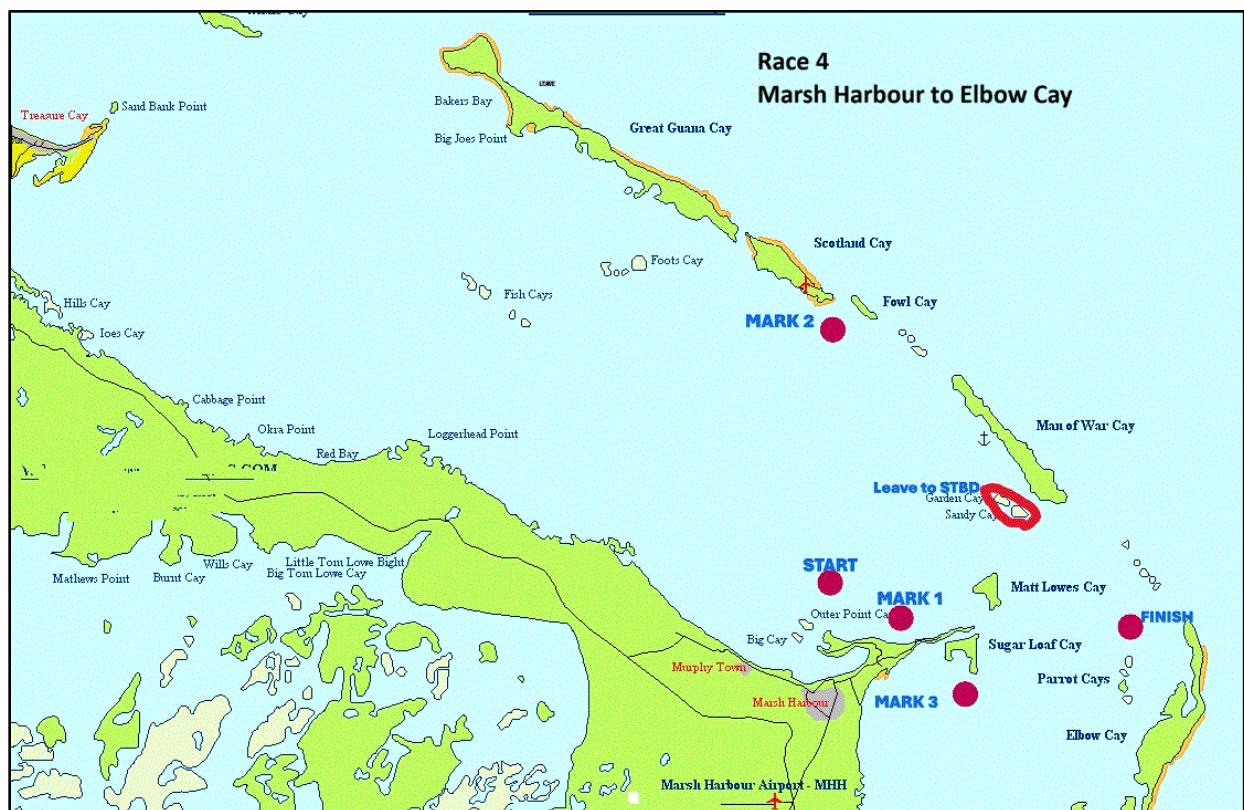 Race 4
Marsh Harbour to Elbow Cay
LEAVE
Bakers Bay
Great Guana Cay
Big Joes Point
Sand Bank Point
Treasure Cay
Scotland Cay
Foots Cay
Fish Cays
Fowl Cay
MARK 2
Hills Cay
Joes Cay
Cabbage Point
Okra Point
Red Bay
Loggerhead Point
Man of War Cay
Leave to STBD
Garden Cay
Sandy Cay
Mathews Point
Burnt Cay
Wills Cay
Little Tom Lowe Bight
Big Tom Lowe Cay
START
MARK 1
Outer Point Ca
Matt Lowes Cay
FINISH
Big Cay
Sugar Loaf Cay
Murphy Town
Parrot Cays
Marsh Harbour
MARK 3
Elbow Cay
Marsh Harbour Airport - MHH